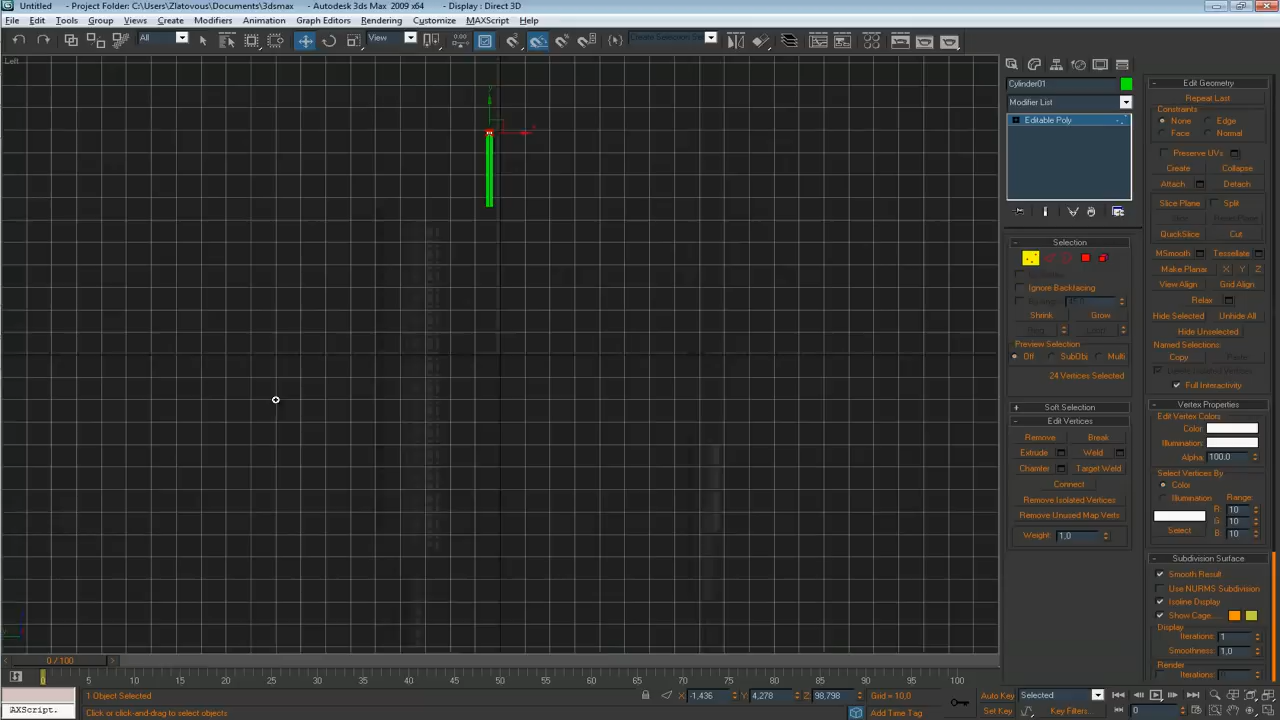 Untitled - Project Folder: C:\Users\Zlatovous\Documents\3dsmax - Autodesk 3ds Max 2009 x64 - Display : Direct 3D
File Edit Tools Group Views Create Modifiers Animation Graph Editors Rendering Customize MAXScript Help
All View Create Selection Se
Left
Cylinder01
Modifier List
Editable Poly
Selection
Ignore Backfacing
Shrink Grow
Preview Selection
Off SubObj Multi
24 Vertices Selected
Soft Selection
Edit Vertices
Remove Break
Extrude Weld
Chamfer Target Weld
Connect
Remove Isolated Vertices
Remove Unused Map Verts
Weight: 1,0
Edit Geometry
Repeat Last
Constraints
None Edge
Face Normal
Preserve UVs
Create Collapse
Attach Detach
Slice Plane Split
QuickSlice Cut
MSmooth Tessellate
Make Planar X Y Z
View Align Grid Align
Relax
Hide Selected Unhide All
Hide Unselected
Named Selections:
Copy Paste
Full Interactivity
Vertex Properties
Edit Vertex Colors
Color:
Illumination:
Alpha: 100,0
Select Vertices By
Color
Illumination Range:
R: 10
G: 10
B: 10
Select
Subdivision Surface
Smooth Result
Use NURMS Subdivision
Isoline Display
Show Cage......
Display
Iterations: 1
Smoothness: 1,0
Render
Iterations:
0 / 100
0 5 10 15 20 25 30 35 40 45 50 55 60 65 70 75 80 85 90 95 100
1 Object Selected X -1,436 Y 4,278 Z 98,798 Grid = 10,0 Auto Key Selected
AXScript. Click or click-and-drag to select objects Add Time Tag Set Key Key Filters... 0